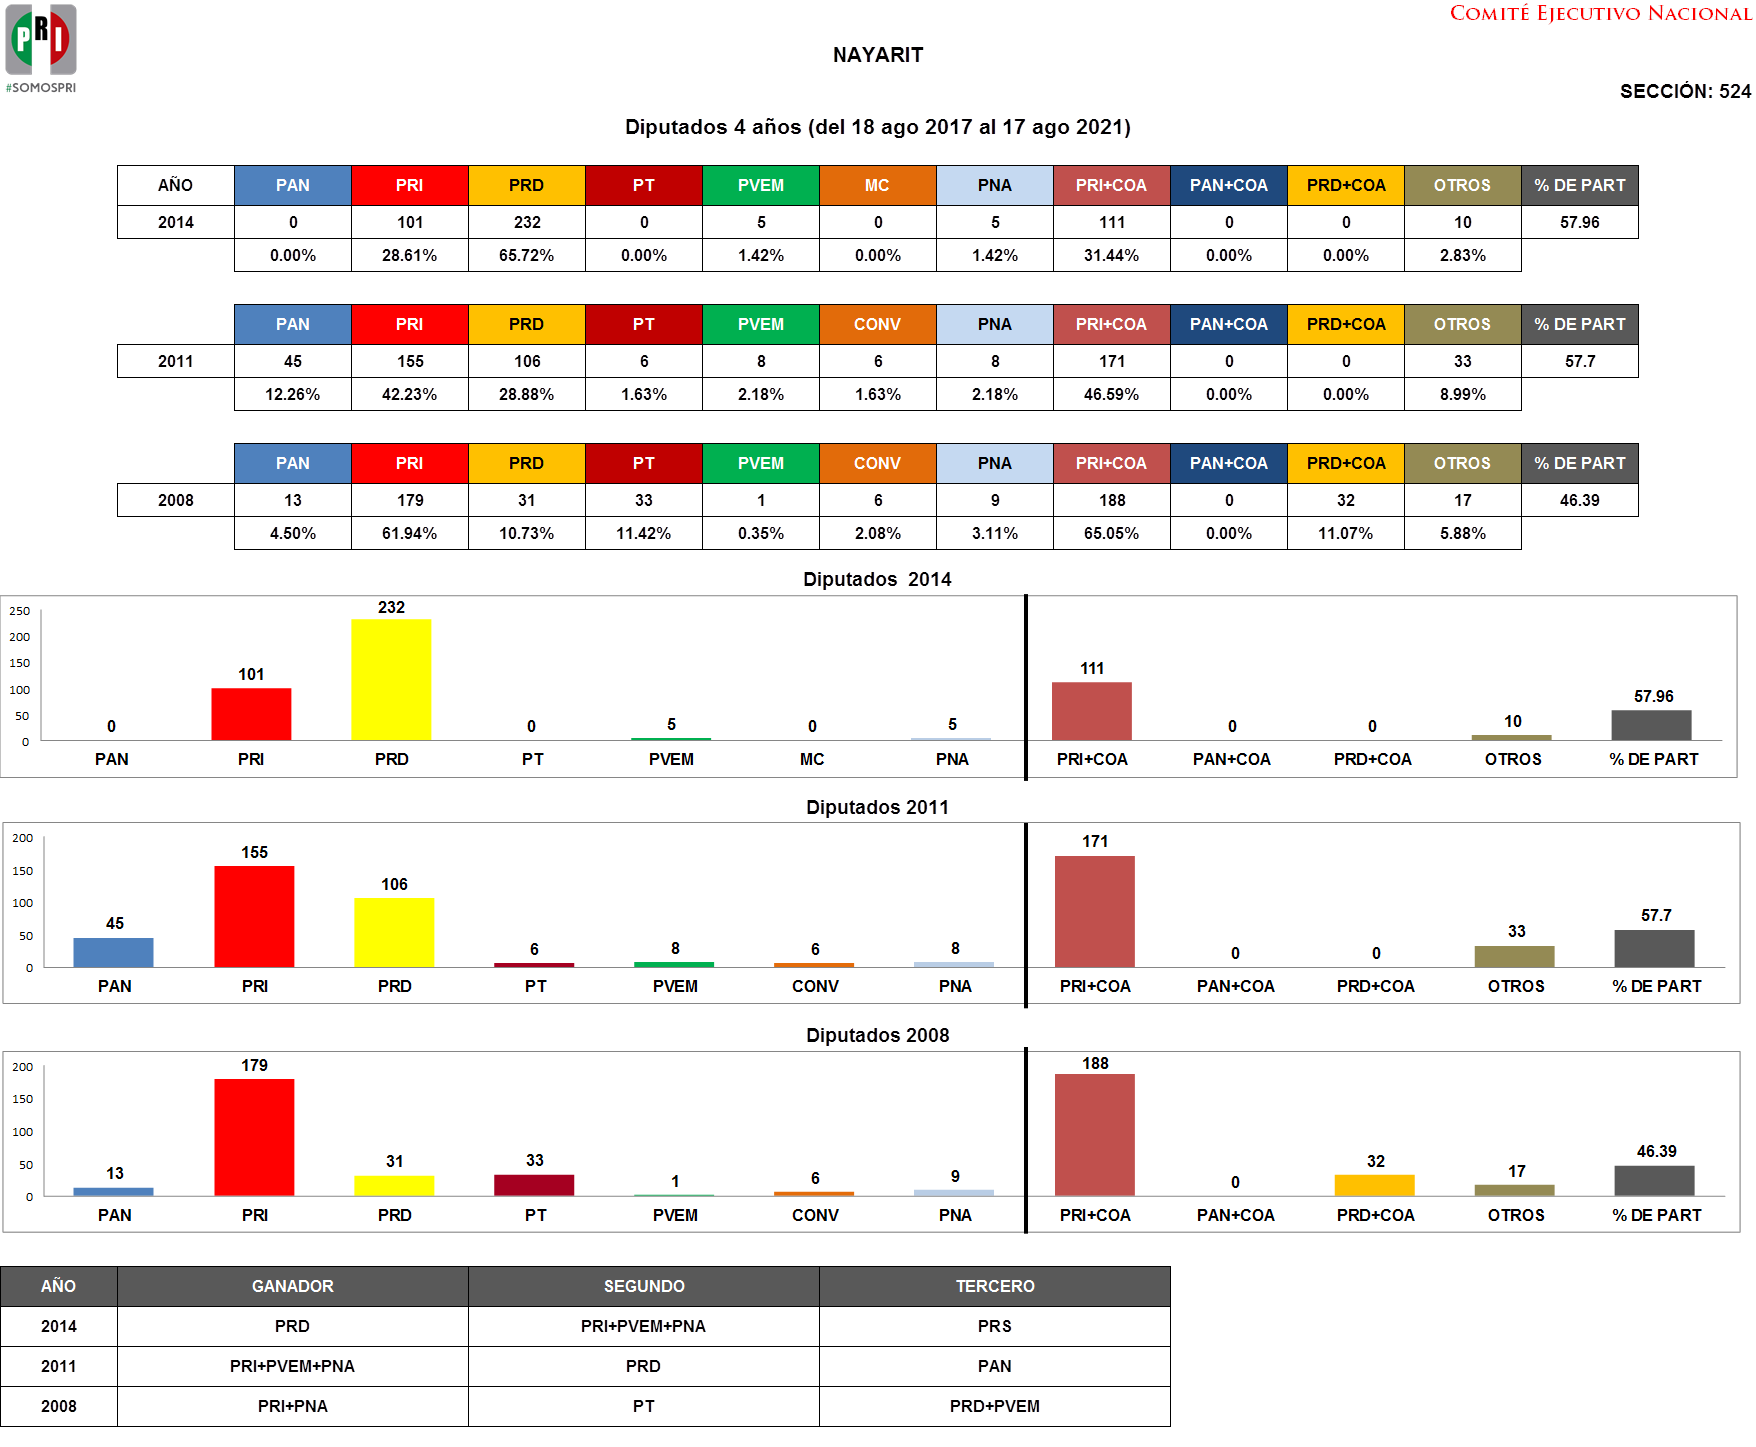 COMITÉ EJECUTIVO NACIONAL
PRI
#SOMOSPRI
NAYARIT
SECCIÓN: 524
Diputados 4 años (del 18 ago 2017 al 17 ago 2021)
AÑO PAN PRI PRD PT PVEM MC PNA PRI+COA PAN+COA PRD+COA OTROS % DE PART
2014 0 101 232 0 5 0 5 111 0 0 10 57.96
0.00% 28.61% 65.72% 0.00% 1.42% 0.00% 1.42% 31.44% 0.00% 0.00% 2.83%
PAN PRI PRD PT PVEM CONV PNA PRI+COA PAN+COA PRD+COA OTROS % DE PART
2011 45 155 106 6 8 6 8 171 0 0 33 57.7
12.26% 42.23% 28.88% 1.63% 2.18% 1.63% 2.18% 46.59% 0.00% 0.00% 8.99%
PAN PRI PRD PT PVEM CONV PNA PRI+COA PAN+COA PRD+COA OTROS % DE PART
2008 13 179 31 33 1 6 9 188 0 32 17 46.39
4.50% 61.94% 10.73% 11.42% 0.35% 2.08% 3.11% 65.05% 0.00% 11.07% 5.88%
Diputados 2014
250
200
150
100
50
0
0 101 232 0 5 0 5 111 0 0 10 57.96
PAN PRI PRD PT PVEM MC PNA PRI+COA PAN+COA PRD+COA OTROS % DE PART
Diputados 2011
200
150
100
50
0
45 155 106 6 8 6 8 171 0 0 33 57.7
PAN PRI PRD PT PVEM CONV PNA PRI+COA PAN+COA PRD+COA OTROS % DE PART
Diputados 2008
200
150
100
50
0
13 179 31 33 1 6 9 188 0 32 17 46.39
PAN PRI PRD PT PVEM CONV PNA PRI+COA PAN+COA PRD+COA OTROS % DE PART
AÑO GANADOR SEGUNDO TERCERO
2014 PRD PRI+PVEM+PNA PRS
2011 PRI+PVEM+PNA PRD PAN
2008 PRI+PNA PT PRD+PVEM